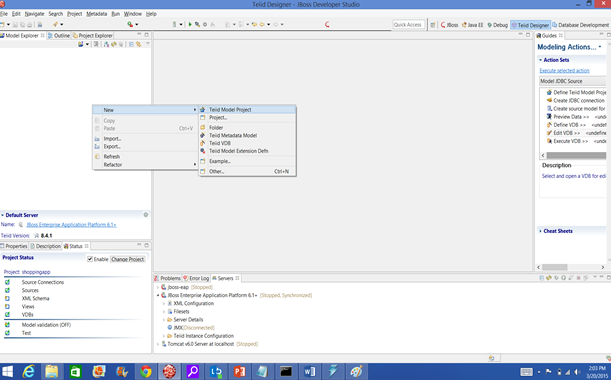 Teiid Designer - JBoss Developer Studio
File Edit Navigate Search Project Metadata Run Window Help
Quick Access JBoss Java EE Debug Teiid Designer Database Development
Model Explorer Outline Project Explorer
Guides
Modeling Actions...
Action Sets
Execute selected action
Model JDBC Source
Define Teiid Model Proje
Create JDBC connection
Create source model for
Preview Data >>
Define VDB >>
Edit VDB >>
Execute VDB >>
Description
Select and open a VDB for edi
Cheat Sheets
New
Copy
Paste Ctrl+V
Import...
Export...
Refresh
Refactor
Teiid Model Project
Project...
Folder
Teiid Metadata Model
Teiid VDB
Teiid Model Extension Defn
Example...
Other... Ctrl+N
Default Server
Name: JBoss Enterprise Application Platform 6.1+
Teiid Version: 8.4.1
Properties Description Status
Project Status Enable Change Project
Project: shoppingapp
Source Connections
Sources
XML Schema
Views
VDBs
Model validation (OFF)
Test
Problems Error Log Servers
jboss-eap [Stopped]
JBoss Enterprise Application Platform 6.1+ [Stopped, Synchronized]
XML Configuration
Filesets
Server Details
JMX[Disconnected]
Teiid Instance Configuration
Tomcat v6.0 Server at localhost [Stopped]
2:03 PM
3/20/2015